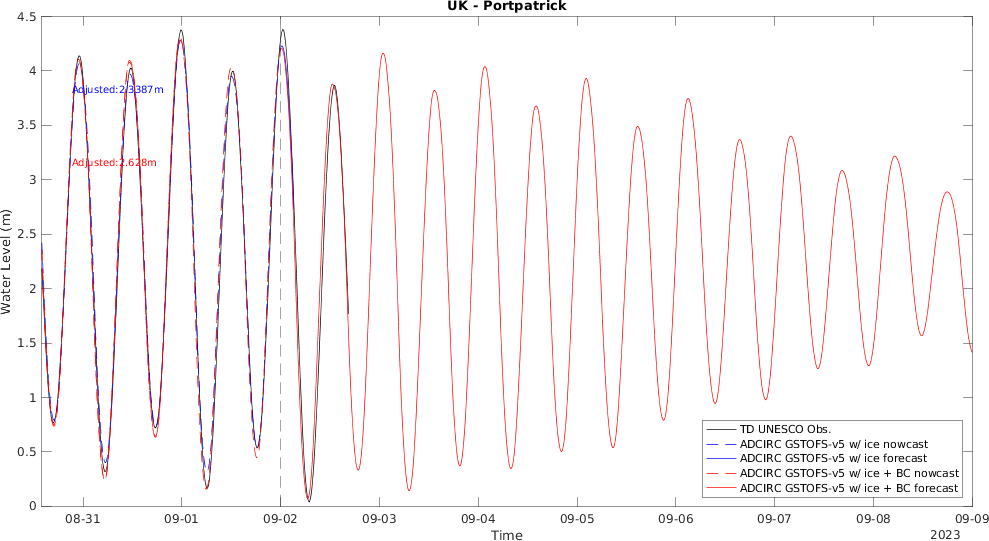 UK - Portpatrick
Water Level (m)
4.5
4
3.5
3
2.5
2
1.5
1
0.5
0
Adjusted:2.3387m
Adjusted:2.628m
TD UNESCO Obs.
ADCIRC GSTOFS-v5 w/ ice nowcast
ADCIRC GSTOFS-v5 w/ ice forecast
ADCIRC GSTOFS-v5 w/ ice + BC nowcast
ADCIRC GSTOFS-v5 w/ ice + BC forecast
08-31 09-01 09-02 09-03 09-04 09-05 09-06 09-07 09-08 09-09
Time
2023